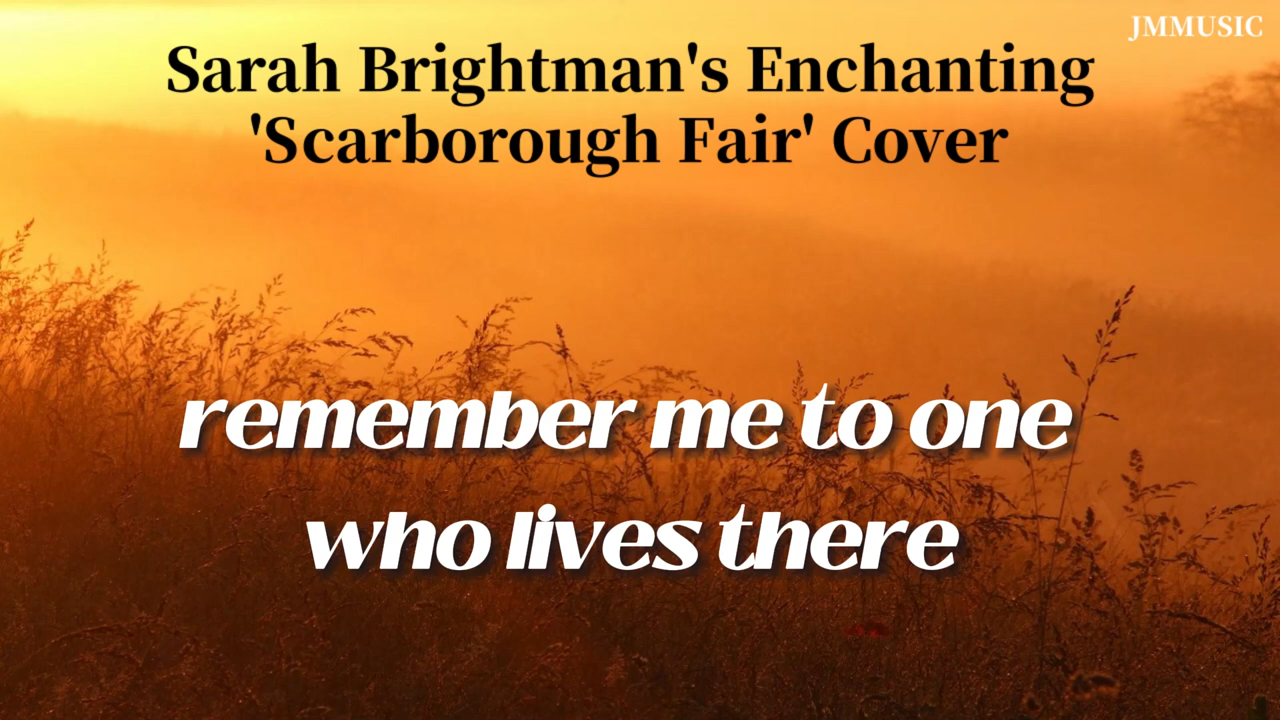 JMMUSIC
Sarah Brightman's Enchanting
'Scarborough Fair' Cover
remember me to one
who lives there